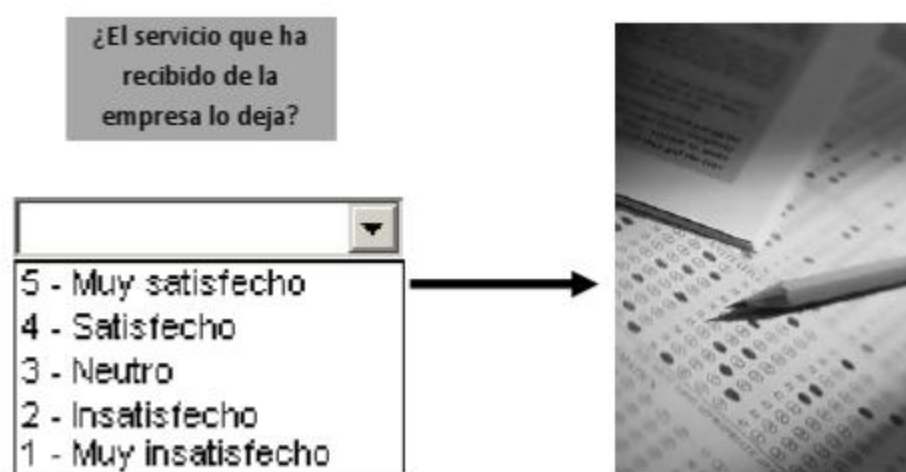 ¿El servicio que ha
recibido de la
empresa lo deja?
5 - Muy satisfecho
4 - Satisfecho
3 - Neutro
2 - Insatisfecho
1 - Muy insatisfecho